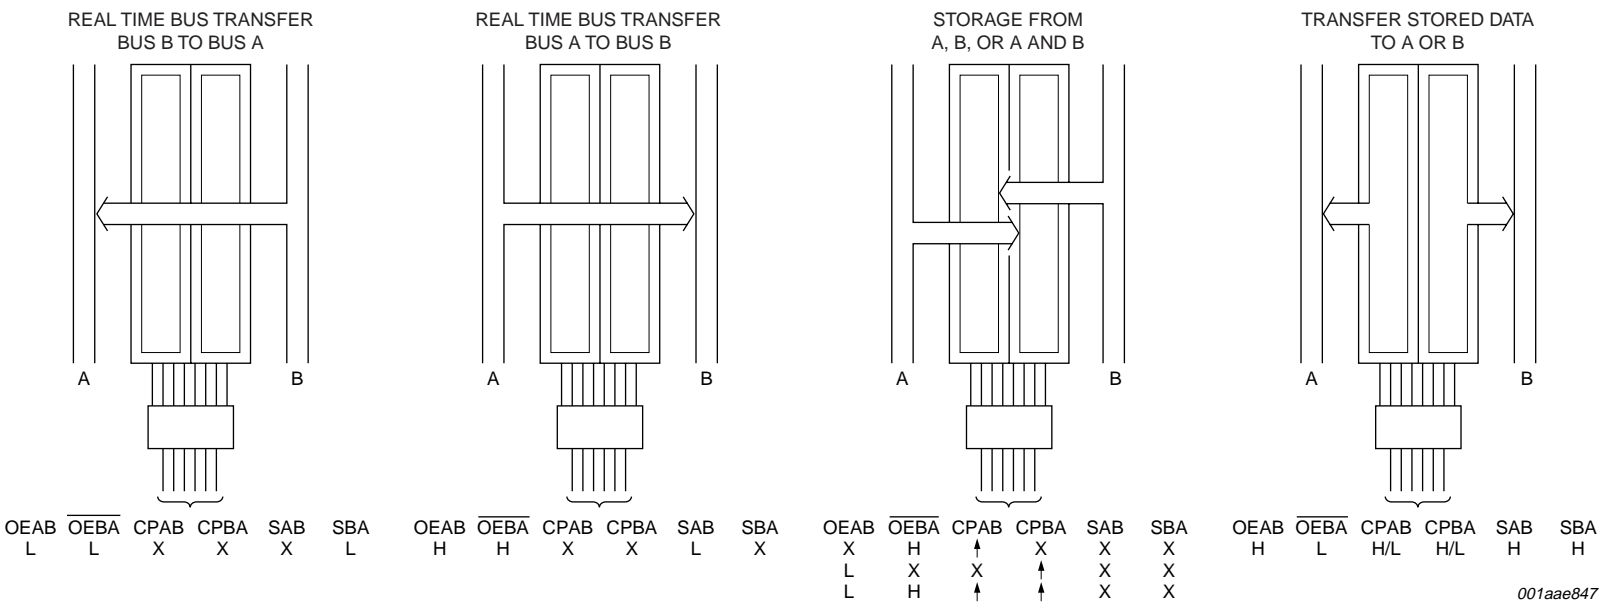 REAL TIME BUS TRANSFER
BUS B TO BUS A
REAL TIME BUS TRANSFER
BUS A TO BUS B
STORAGE FROM
A, B, OR A AND B
TRANSFER STORED DATA
TO A OR B
A B A B A B A B
OEAB OEBA CPAB CPBA SAB SBA
L L X X X L
OEAB OEBA CPAB CPBA SAB SBA
H H X X L X
OEAB OEBA CPAB CPBA SAB SBA
X H ↑ X X X
L X X ↑ X X
L H ↑ ↑ X X
OEAB OEBA CPAB CPBA SAB SBA
H L H/L H/L H H
001aae847